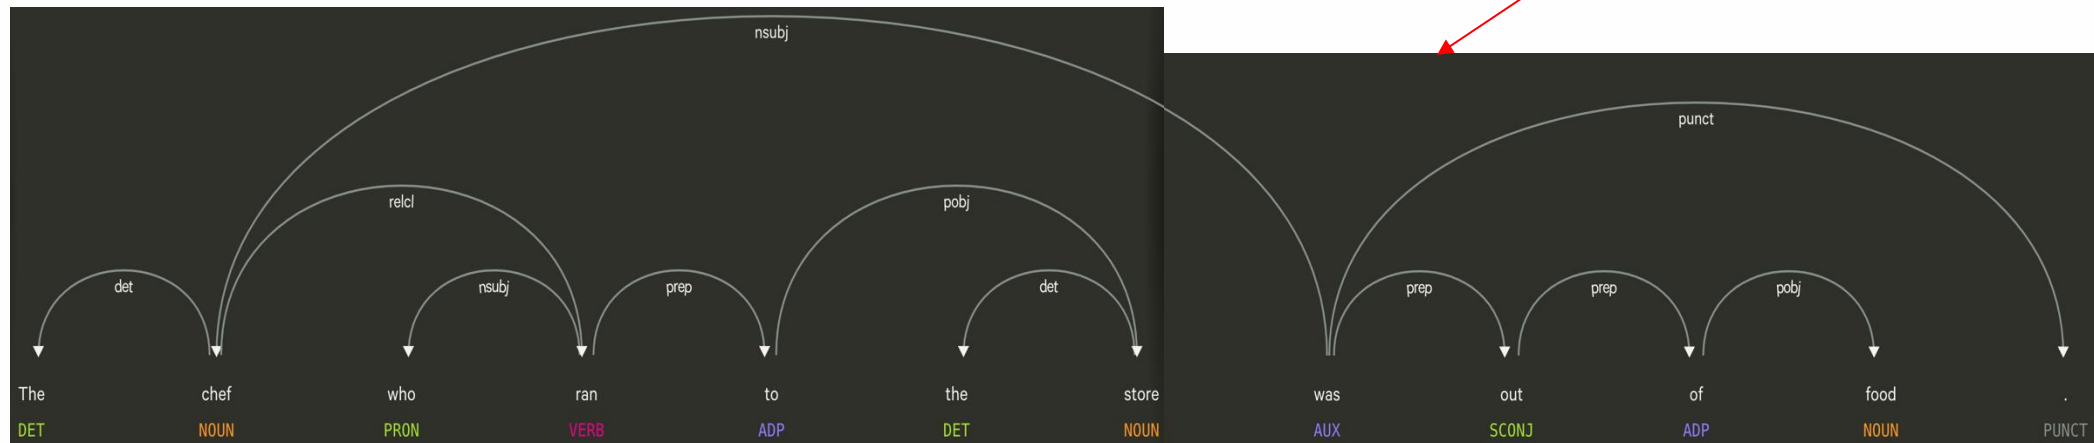 nsubj
punct
relcl pobj
det nsubj prep det prep prep pobj
The chef who ran to the store was out of food .
DET NOUN PRON VERB ADP DET NOUN AUX SCONJ ADP NOUN PUNCT